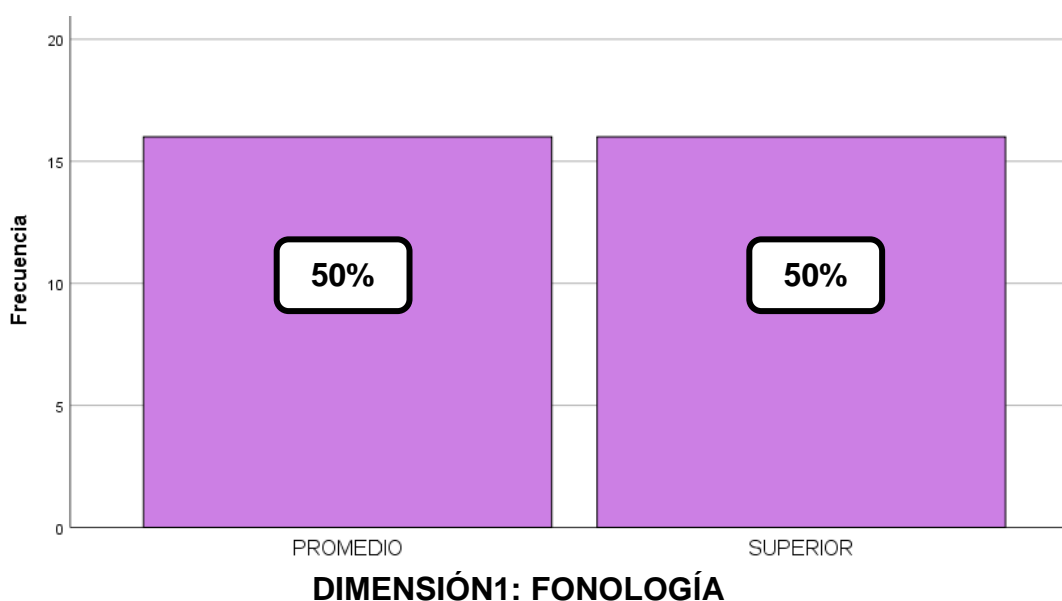 20
15
10
5
0
Frecuencia
50%
50%
PROMEDIO
SUPERIOR
DIMENSIÓN1: FONOLOGÍA